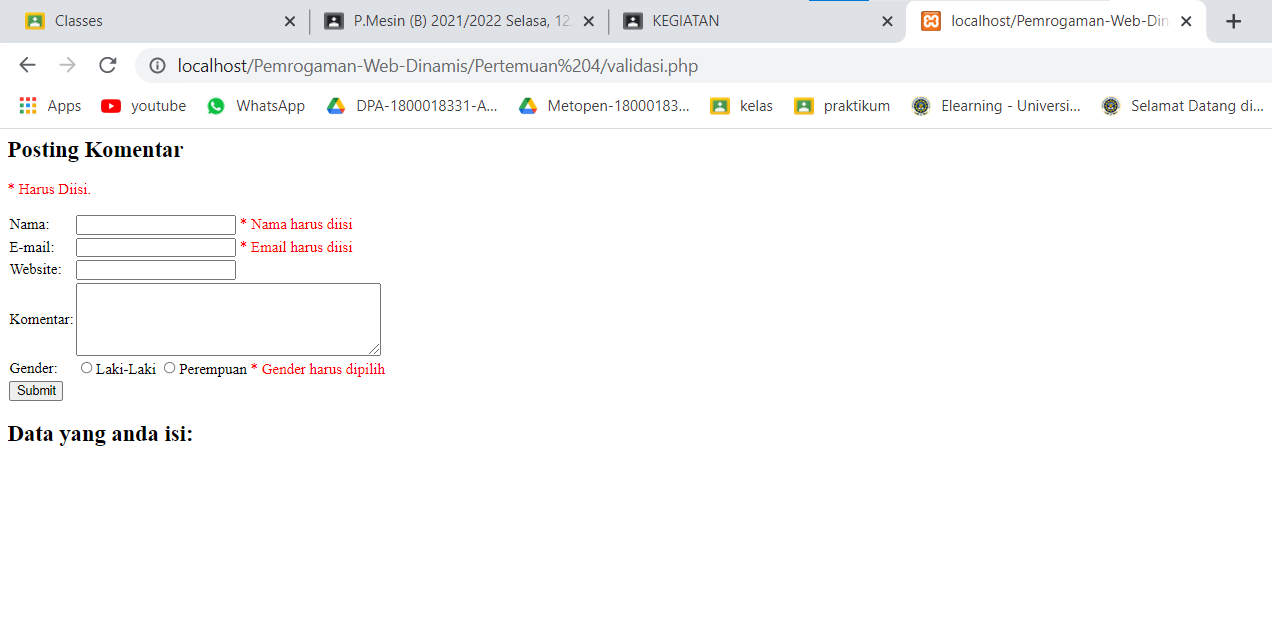 Classes
P.Mesin (B) 2021/2022 Selasa, 12
KEGIATAN
localhost/Pemrogaman-Web-Din
localhost/Pemrogaman-Web-Dinamis/Pertemuan%204/validasi.php
Apps youtube WhatsApp DPA-1800018331-A... Metopen-18000183... kelas praktikum Elearning - Universi... Selamat Datang di...
Posting Komentar
* Harus Diisi.
Nama: * Nama harus diisi
E-mail: * Email harus diisi
Website:
Komentar:
Gender: Laki-Laki Perempuan * Gender harus dipilih
Submit
Data yang anda isi: